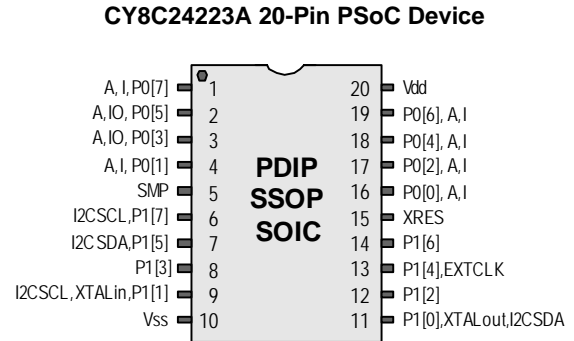 CY8C24223A 20-Pin PSoC Device
A, I, P0[7] 1 20 Vdd
A, IO, P0[5] 2 19 P0[6], A, I
A, IO, P0[3] 3 18 P0[4], A, I
A, I, P0[1] 4 PDIP 17 P0[2], A, I
SMP 5 SSOP 16 P0[0], A, I
I2CSCL, P1[7] 6 SOIC 15 XRES
I2CSDA, P1[5] 7 14 P1[6]
P1[3] 8 13 P1[4], EXTCLK
I2CSCL, XTALin, P1[1] 9 12 P1[2]
Vss 10 11 P1[0], XTALout, I2CSDA